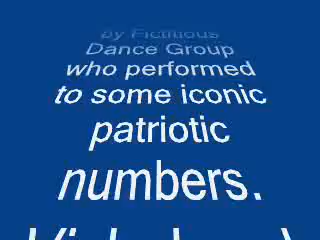 by Fictitious
Dance Group
who performed
to some iconic
patriotic
numbers.